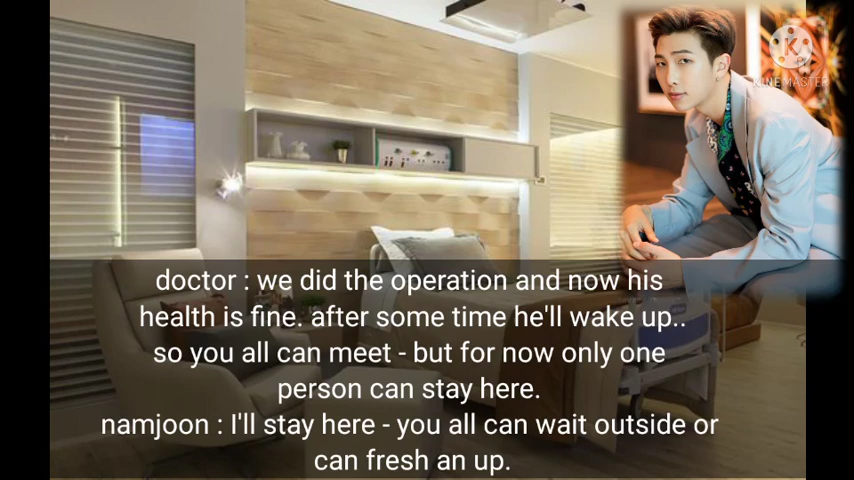 KINEMASTER
doctor : we did the operation and now his
health is fine. after some time he'll wake up..
so you all can meet - but for now only one
person can stay here.
namjoon : I'll stay here - you all can wait outside or
can fresh an up.